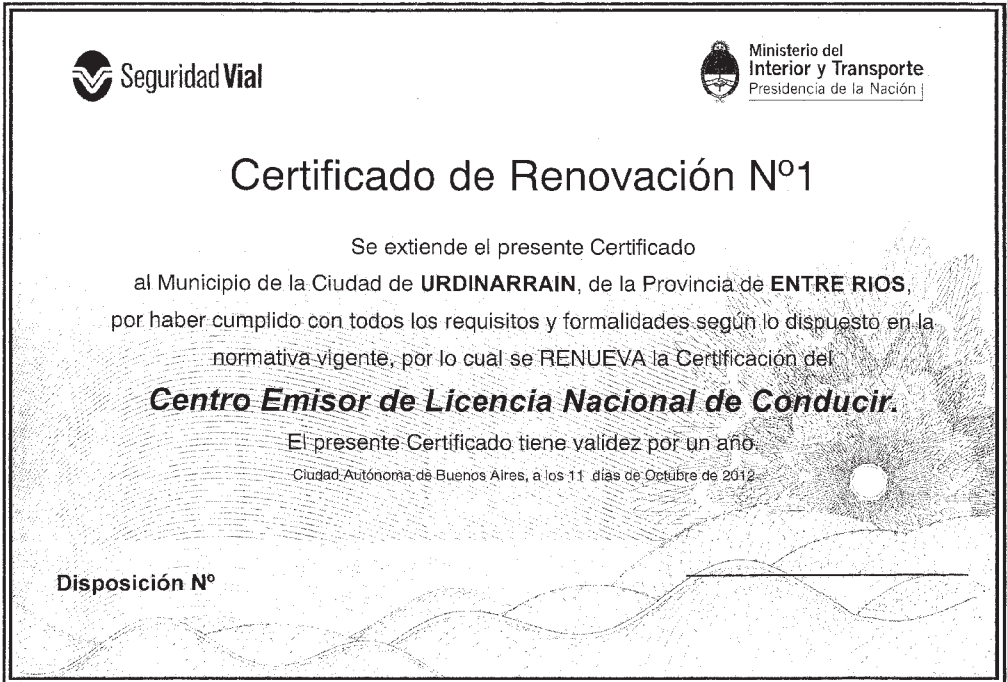 Seguridad Vial
Ministerio del
Interior y Transporte
Presidencia de la Nación
Certificado de Renovación Nº1
Se extiende el presente Certificado
al Municipio de la Ciudad de URDINARRAIN, de la Provincia de ENTRE RIOS,
por haber cumplido con todos los requisitos y formalidades según lo dispuesto en la
normativa vigente, por lo cual se RENUEVA la Certificación del
Centro Emisor de Licencia Nacional de Conducir.
El presente Certificado tiene validez por un año.
Ciudad Autónoma de Buenos Aires, a los 11 días de Octubre de 2012
Disposición Nº